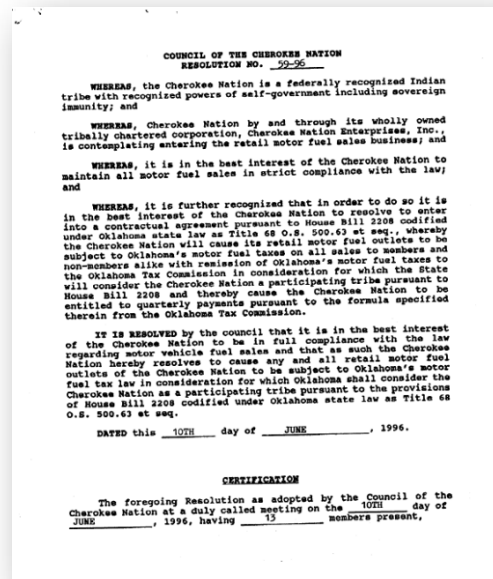 COUNCIL OF THE CHEROKEE NATION
RESOLUTION NO. 59-96
WHEREAS, the Cherokee Nation is a federally recognized Indian
tribe with recognized powers of self-government including sovereign
immunity; and
WHEREAS, Cherokee Nation by and through its wholly owned
tribally chartered corporation, Cherokee Nation Enterprises, Inc.,
is contemplating entering the retail motor fuel sales business; and
WHEREAS, it is in the best interest of the Cherokee Nation to
maintain all motor fuel sales in strict compliance with the law;
and
WHEREAS, it is further recognized that in order to do so it is
in the best interest of the Cherokee Nation to resolve to enter
into a contractual agreement pursuant to House Bill 2208 codified
under Oklahoma state law as Title 68 O.S. 500.63 et seq., whereby
the Cherokee Nation will cause its retail motor fuel outlets to be
subject to Oklahoma's motor fuel taxes on all sales to members and
non-members alike with remission of Oklahoma's motor fuel taxes to
the Oklahoma Tax Commission in consideration for which the State
will consider the Cherokee Nation a participating tribe pursuant to
House Bill 2208 and thereby cause the Cherokee Nation to be
entitled to quarterly payments pursuant to the formula specified
therein from the Oklahoma Tax Commission.
IT IS RESOLVED by the council that it is in the best interest
of the Cherokee Nation to be in full compliance with the law
regarding motor vehicle fuel sales and that as such the Cherokee
Nation hereby resolves to cause any and all retail motor fuel
outlets of the Cherokee Nation to be subject to Oklahoma's motor
fuel tax law in consideration for which Oklahoma shall consider the
Cherokee Nation as a participating tribe pursuant to the provisions
of House Bill 2208 codified under Oklahoma state law as Title 68
O.S. 500.63 et seq.
DATED this 10TH day of JUNE, 1996.
CERTIFICATION
The foregoing Resolution as adopted by the Council of the
Cherokee Nation at a duly called meeting on the 10TH day of
JUNE, 1996, having 13 members present,